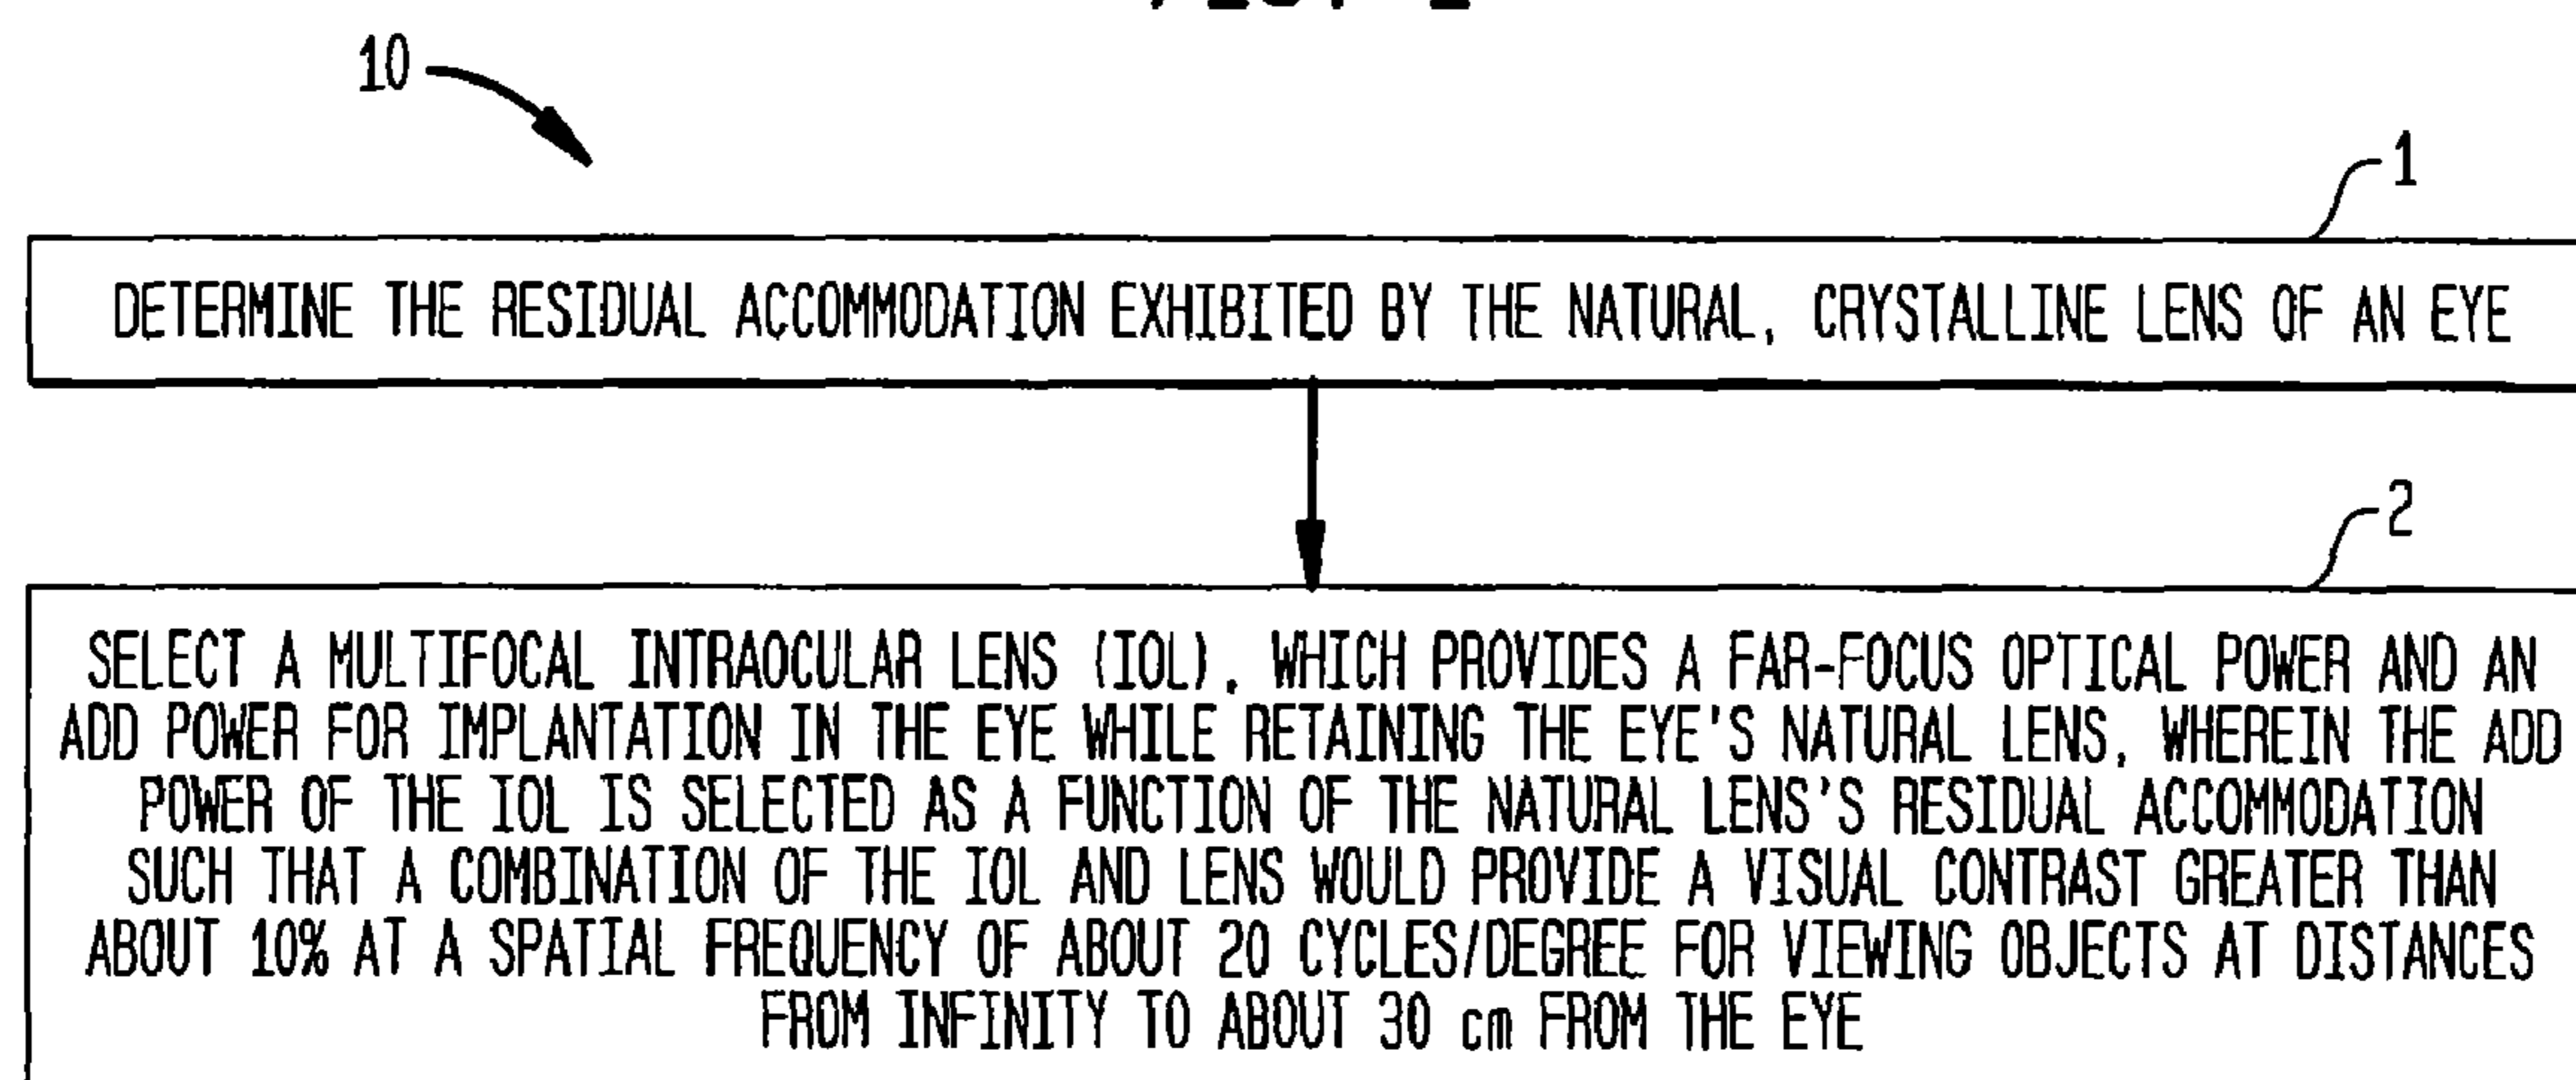 10
1
DETERMINE THE RESIDUAL ACCOMMODATION EXHIBITED BY THE NATURAL, CRYSTALLINE LENS OF AN EYE
2
SELECT A MULTIFOCAL INTRAOCULAR LENS (IOL), WHICH PROVIDES A FAR-FOCUS OPTICAL POWER AND AN
ADD POWER FOR IMPLANTATION IN THE EYE WHILE RETAINING THE EYE'S NATURAL LENS, WHEREIN THE ADD
POWER OF THE IOL IS SELECTED AS A FUNCTION OF THE NATURAL LENS'S RESIDUAL ACCOMMODATION
SUCH THAT A COMBINATION OF THE IOL AND LENS WOULD PROVIDE A VISUAL CONTRAST GREATER THAN
ABOUT 10% AT A SPATIAL FREQUENCY OF ABOUT 20 CYCLES/DEGREE FOR VIEWING OBJECTS AT DISTANCES
FROM INFINITY TO ABOUT 30 cm FROM THE EYE